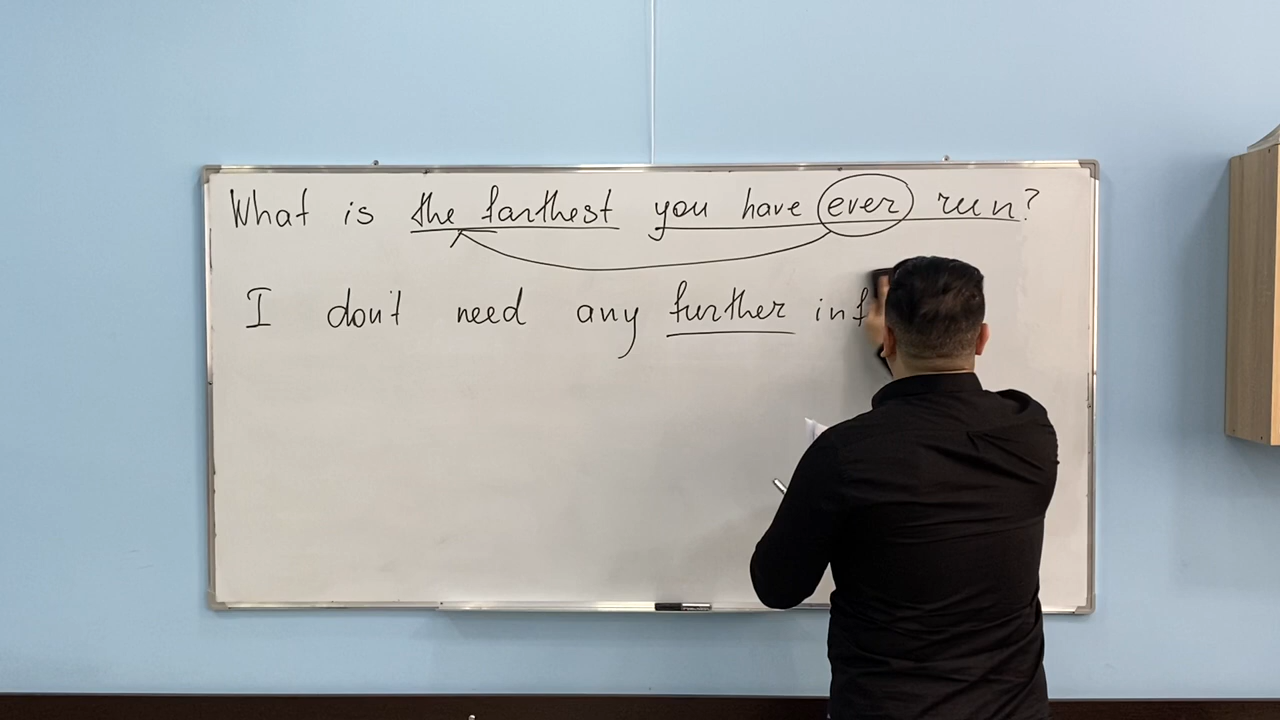 What is the farthest you have ever run?
I don't need any further inf